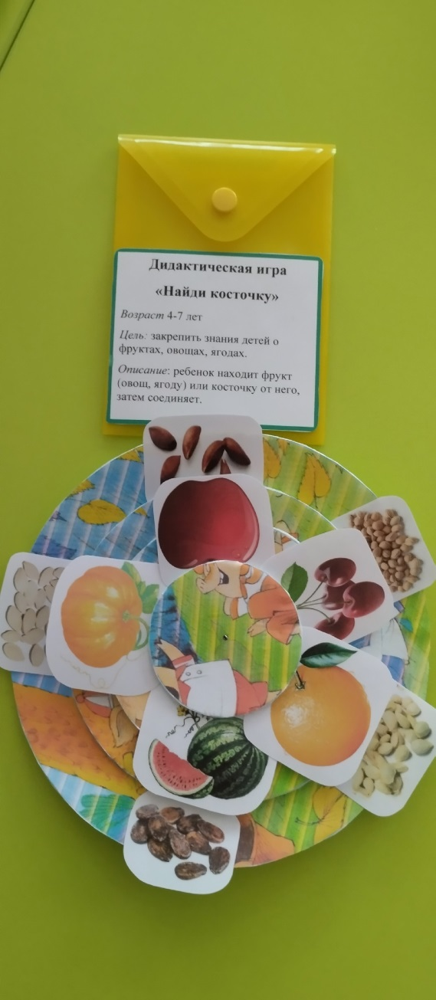 Дидактическая игра
«Найди косточку»
Возраст 4-7 лет
Цель: закрепить знания детей о
фруктах, овощах, ягодах.
Описание: ребенок находит фрукт
(овощ, ягоду) или косточку от него,
затем соединяет.